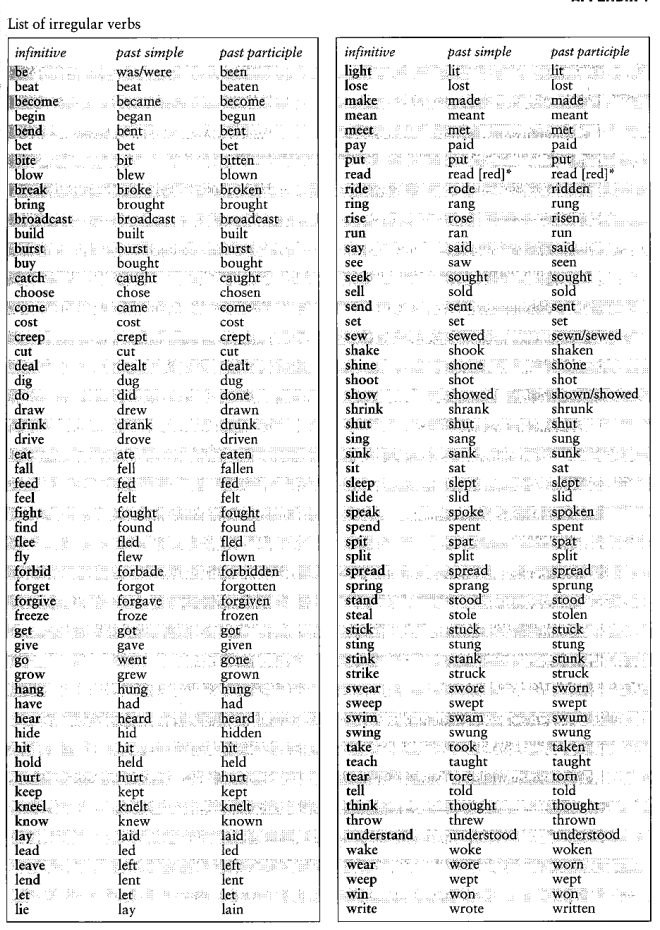 List of irregular verbs
infinitive past simple past participle
be was/were been
beat beat beaten
become became become
begin began begun
bend bent bent
bet bet bet
bite bit bitten
blow blew blown
break broke broken
bring brought brought
broadcast broadcast broadcast
build built built
burst burst burst
buy bought bought
catch caught caught
choose chose chosen
come came come
cost cost cost
creep crept crept
cut cut cut
deal dealt dealt
dig dug dug
do did done
draw drew drawn
drink drank drunk
drive drove driven
eat ate eaten
fall fell fallen
feed fed fed
feel felt felt
fight fought fought
find found found
flee fled fled
fly flew flown
forbid forbade forbidden
forget forgot forgotten
forgive forgave forgiven
freeze froze frozen
get got got
give gave given
go went gone
grow grew grown
hang hung hung
have had had
hear heard heard
hide hid hidden
hit hit hit
hold held held
hurt hurt hurt
keep kept kept
kneel knelt knelt
know knew known
lay laid laid
lead led led
leave left left
lend lent lent
let let let
lie lay lain
infinitive past simple past participle
light lit lit
lose lost lost
make made made
mean meant meant
meet met met
pay paid paid
put put put
read read [red]* read [red]*
ride rode ridden
ring rang rung
rise rose risen
run ran run
say said said
see saw seen
seek sought sought
sell sold sold
send sent sent
set set set
sew sewed sewn/sewed
shake shook shaken
shine shone shone
shoot shot shot
show showed shown/showed
shrink shrank shrunk
shut shut shut
sing sang sung
sink sank sunk
sit sat sat
sleep slept slept
slide slid slid
speak spoke spoken
spend spent spent
spit spat spat
split split split
spread spread spread
spring sprang sprung
stand stood stood
steal stole stolen
stick stuck stuck
sting stung stung
stink stank stunk
strike struck struck
swear swore sworn
sweep swept swept
swim swam swum
swing swung swung
take took taken
teach taught taught
tear tore torn
tell told told
think thought thought
throw threw thrown
understand understood understood
wake woke woken
wear wore worn
weep wept wept
win won won
write wrote written